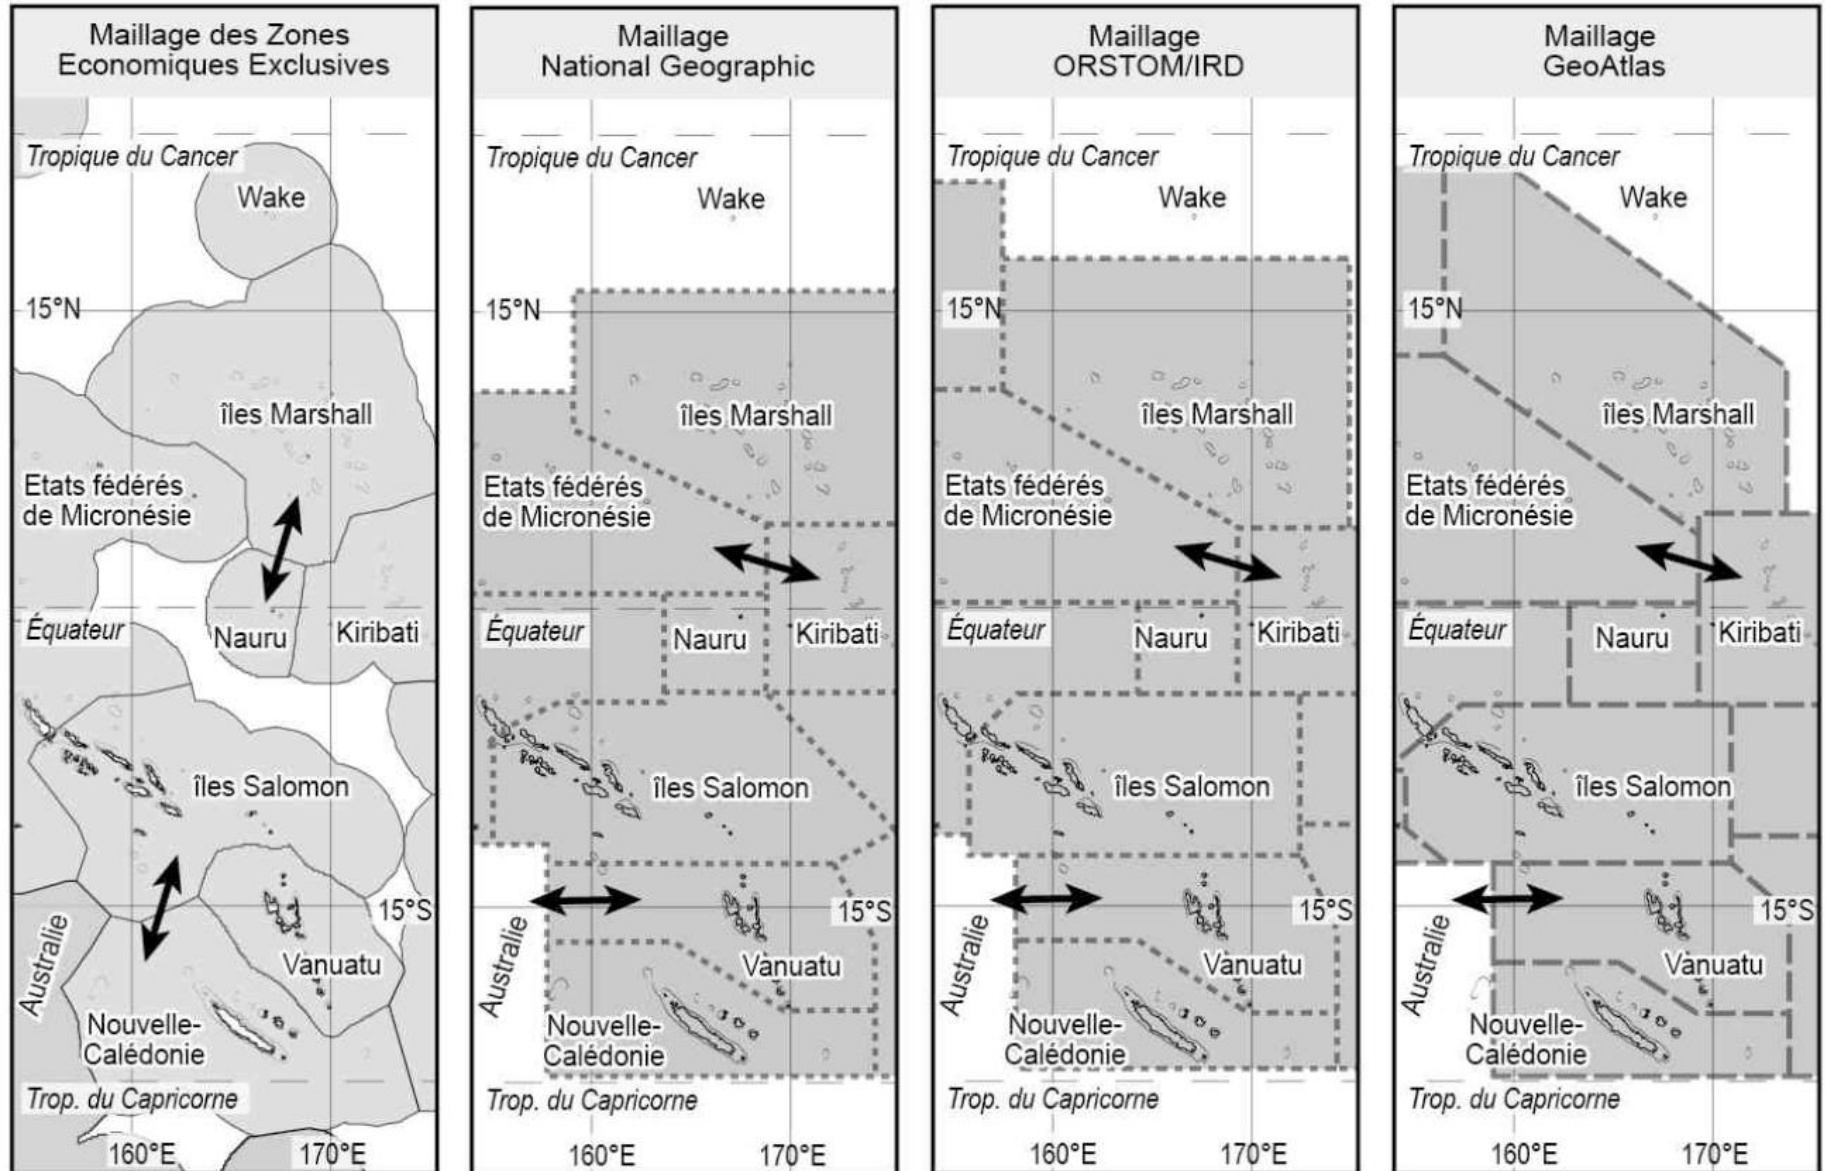 Maillage des Zones
Economiques Exclusives
Tropique du Cancer
Wake
15°N
îles Marshall
Etats fédérés
de Micronésie
Équateur
Nauru
Kiribati
îles Salomon
15°S
Australie
Vanuatu
Nouvelle-
Calédonie
Trop. du Capricorne
160°E
170°E
Maillage
National Geographic
Tropique du Cancer
Wake
15°N
îles Marshall
Etats fédérés
de Micronésie
Équateur
Nauru
Kiribati
îles Salomon
15°S
Australie
Vanuatu
Nouvelle-
Calédonie
Trop. du Capricorne
160°E
170°E
Maillage
ORSTOM/IRD
Tropique du Cancer
Wake
15°N
îles Marshall
Etats fédérés
de Micronésie
Équateur
Nauru
Kiribati
îles Salomon
15°S
Australie
Vanuatu
Nouvelle-
Calédonie
Trop. du Capricorne
160°E
170°E
Maillage
GeoAtlas
Tropique du Cancer
Wake
15°N
îles Marshall
Etats fédérés
de Micronésie
Équateur
Nauru
Kiribati
îles Salomon
15°S
Australie
Vanuatu
Nouvelle-
Calédonie
Trop. du Capricorne
160°E
170°E